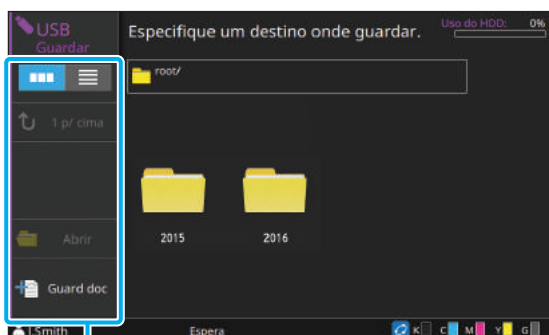 USB
Guardar
Especifique um destino onde guardar.
Uso do HDD: 0%
root/
1 p/ cima
2015 2016
Abrir
Guard doc
J.Smith Espera K C M Y G